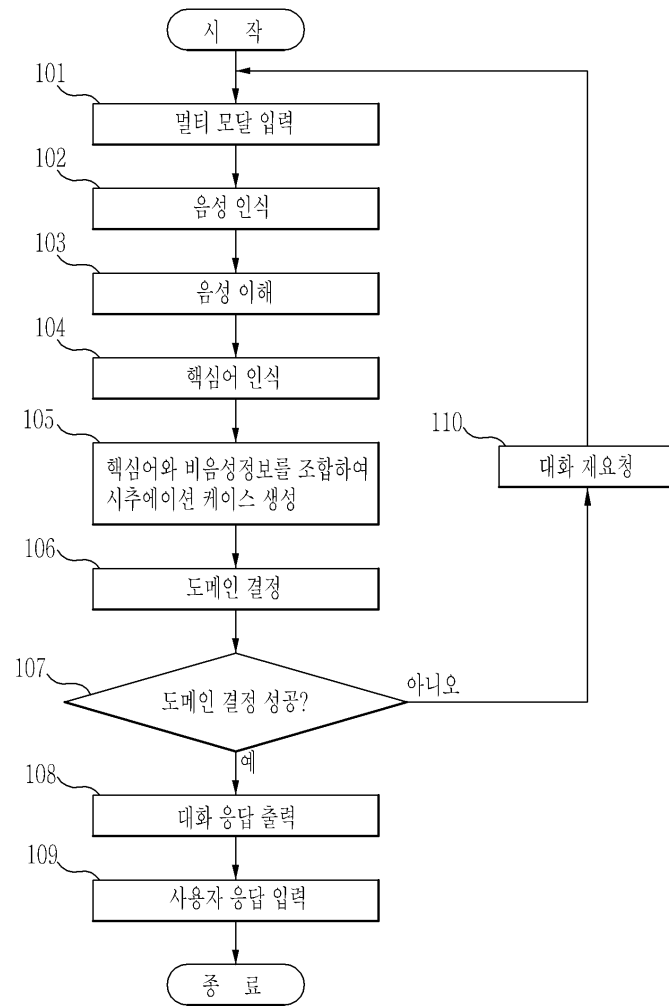 시 작
101
멀티 모달 입력
102
음성 인식
103
음성 이해
104
핵심어 인식
105
핵심어와 비음성정보를 조합하여
시추에이션 케이스 생성
110
대화 재요청
106
도메인 결정
107
도메인 결정 성공?
아니오
예
108
대화 응답 출력
109
사용자 응답 입력
종 료